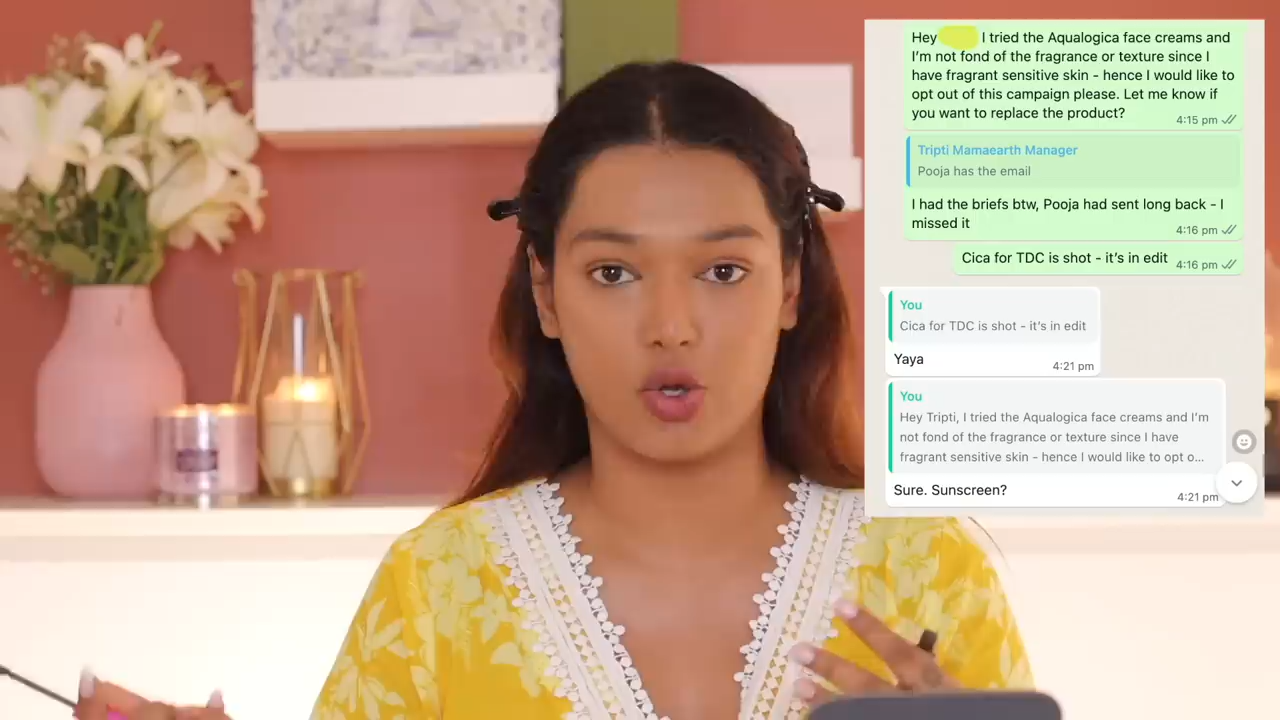 Hey I tried the Aqualogica face creams and
I'm not fond of the fragrance or texture since I
have fragrant sensitive skin - hence I would like to
opt out of this campaign please. Let me know if
you want to replace the product?
4:15 pm
Tripti Mamaearth Manager
Pooja has the email
I had the briefs btw, Pooja had sent long back - I
missed it
4:16 pm
Cica for TDC is shot - it's in edit
4:16 pm
You
Cica for TDC is shot - it's in edit
Yaya
4:21 pm
You
Hey Tripti, I tried the Aqualogica face creams and I'm
not fond of the fragrance or texture since I have
fragrant sensitive skin - hence I would like to opt o...
Sure. Sunscreen?
4:21 pm